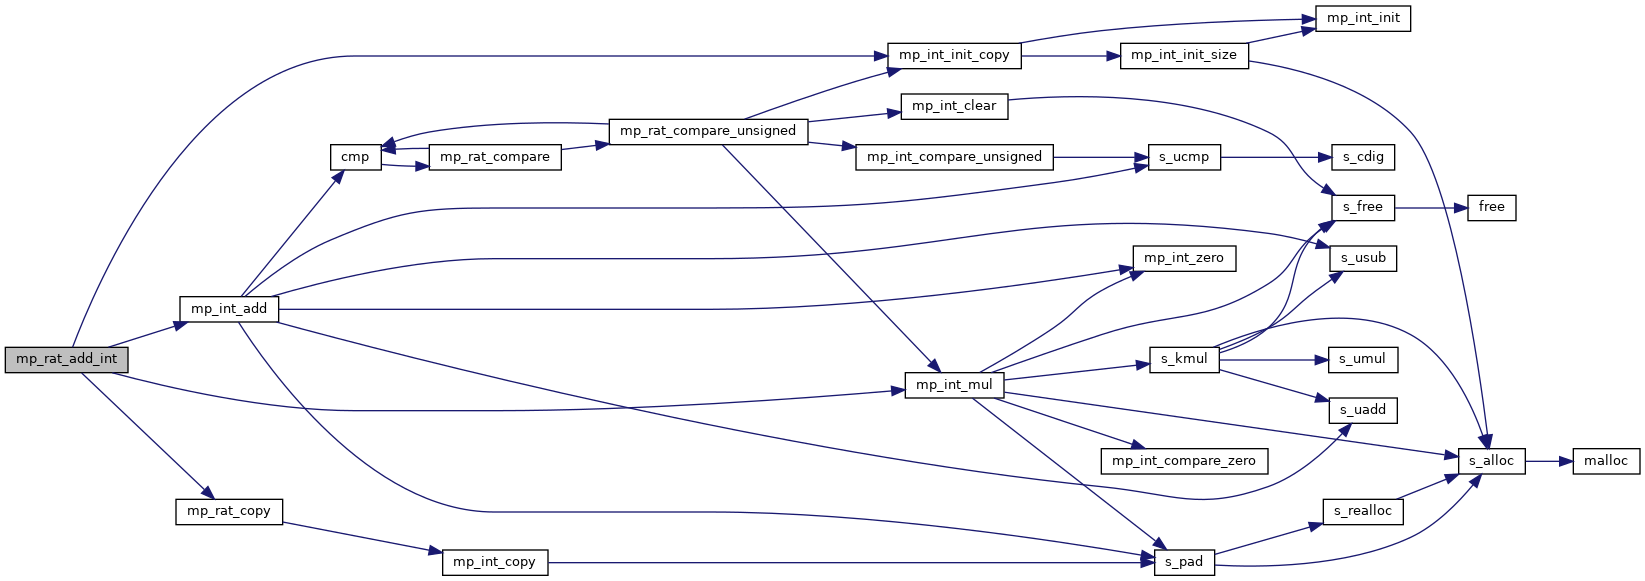 mp_int_init
mp_int_init_copy
mp_int_init_size
mp_int_clear
mp_rat_compare_unsigned
cmp
mp_rat_compare
mp_int_compare_unsigned
s_ucmp
s_cdig
s_free
free
mp_int_zero
s_usub
mp_int_add
mp_rat_add_int
s_kmul
s_umul
mp_int_mul
s_uadd
mp_int_compare_zero
s_alloc
malloc
mp_rat_copy
s_realloc
mp_int_copy
s_pad